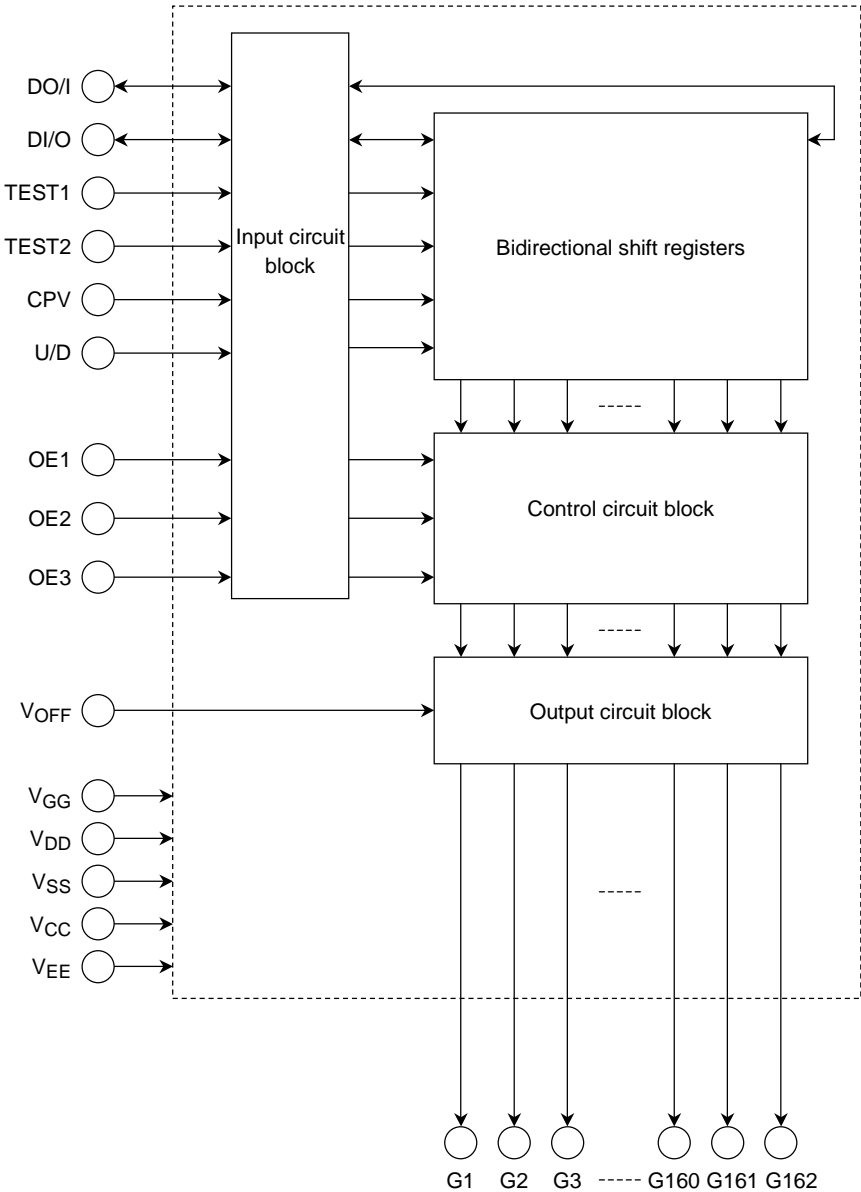 DO/I
DI/O
TEST1
TEST2
CPV
U/D
OE1
OE2
OE3
VOFF
VGG
VDD
VSS
VCC
VEE
Input circuit
block
Bidirectional shift registers
Control circuit block
Output circuit block
G1 G2 G3 ----- G160 G161 G162